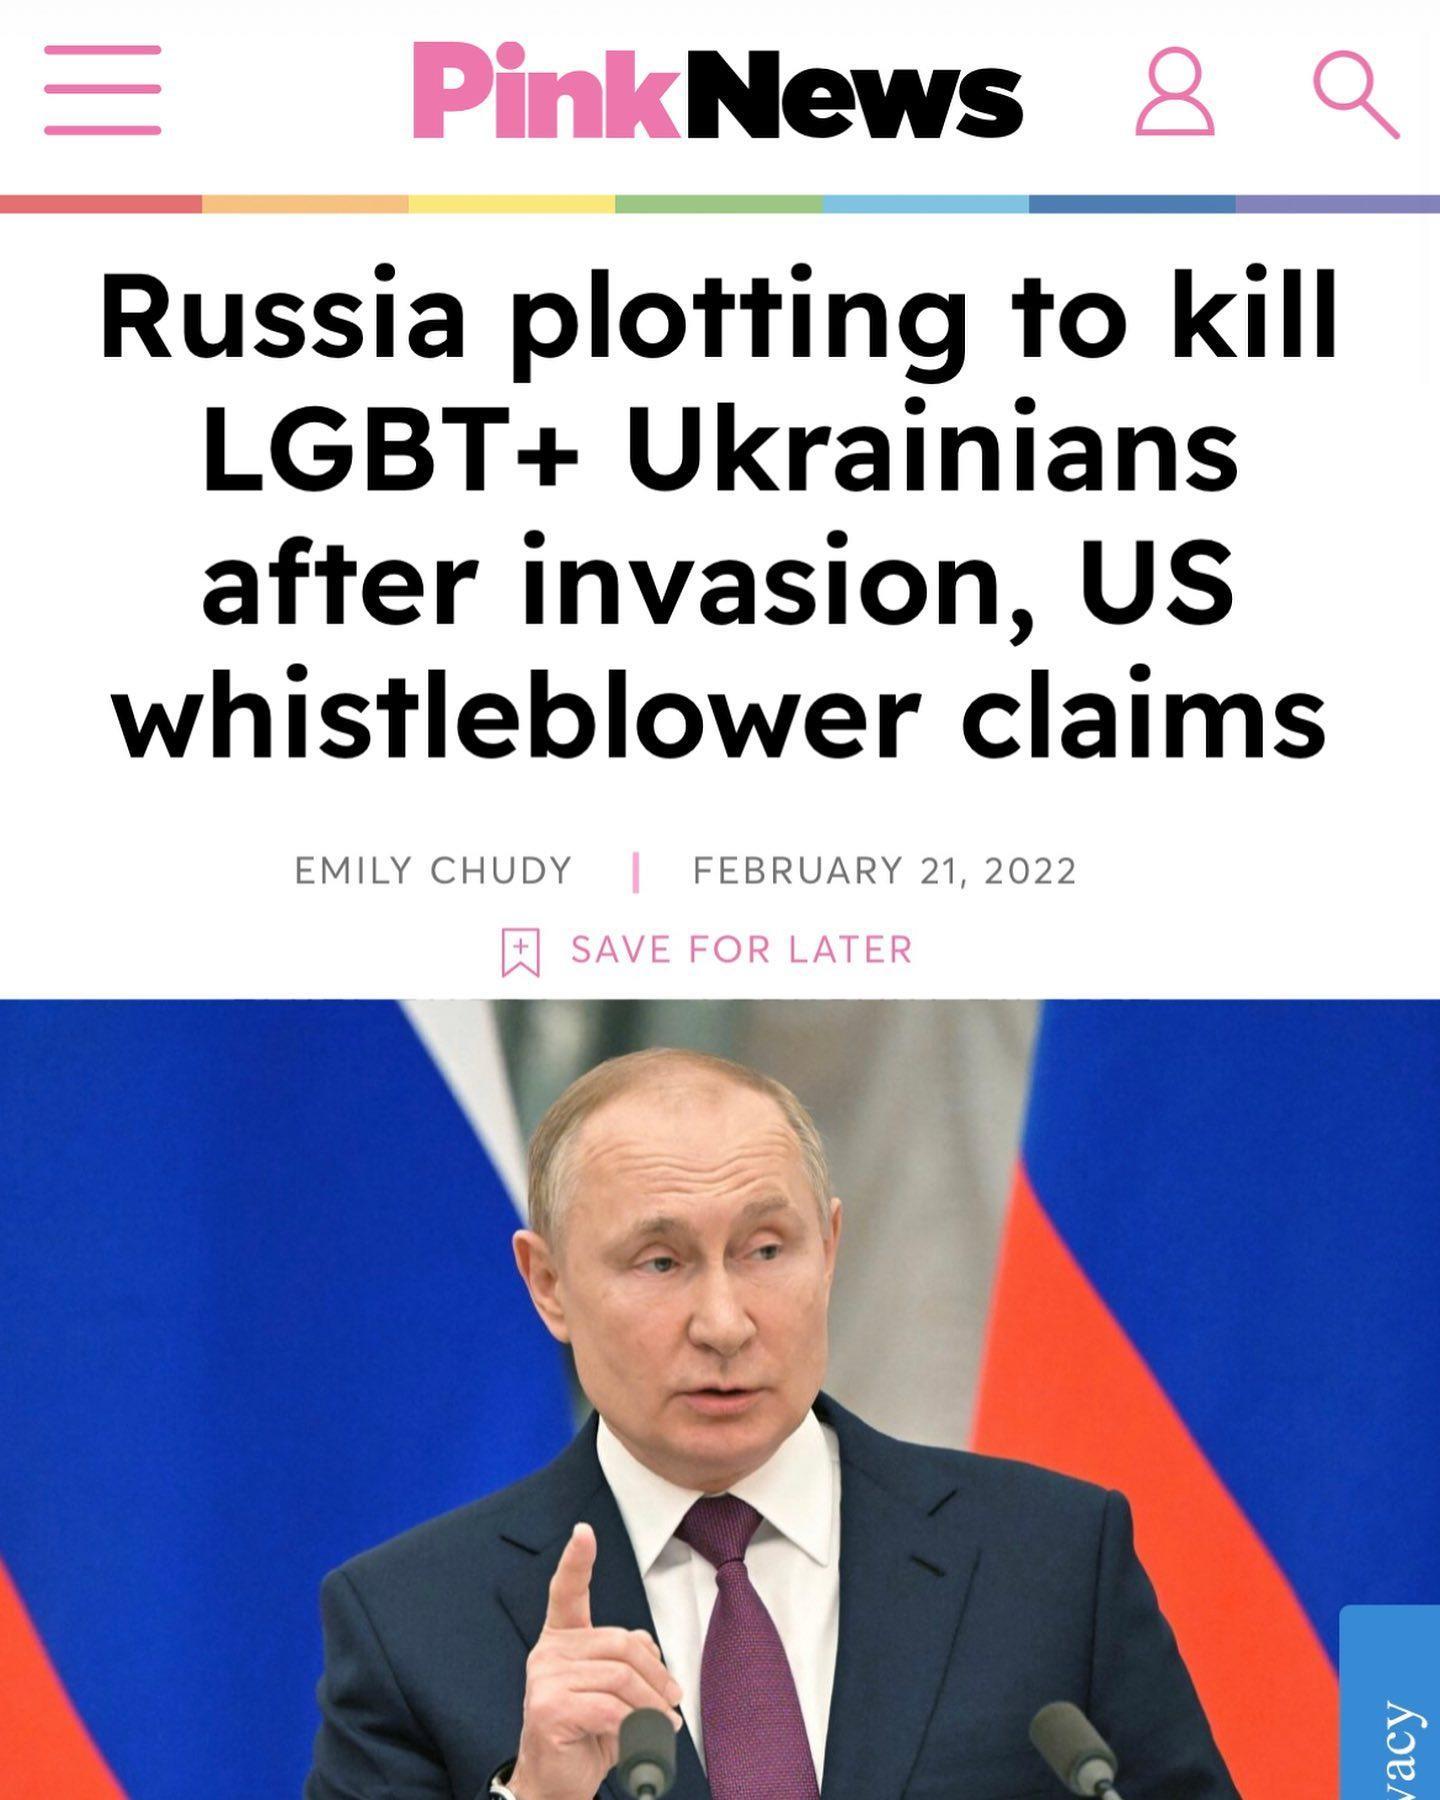 PinkNews
Russia plotting to kill
LGBT+ Ukrainians
after invasion, US
whistleblower claims
EMILY CHUDY | FEBRUARY 21, 2022
SAVE FOR LATER
vacy